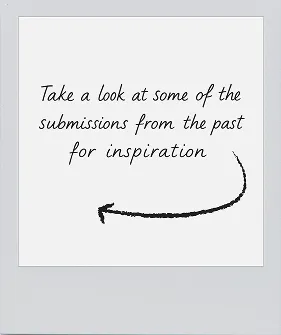 Take a look at some of the
submissions from the past
for inspiration